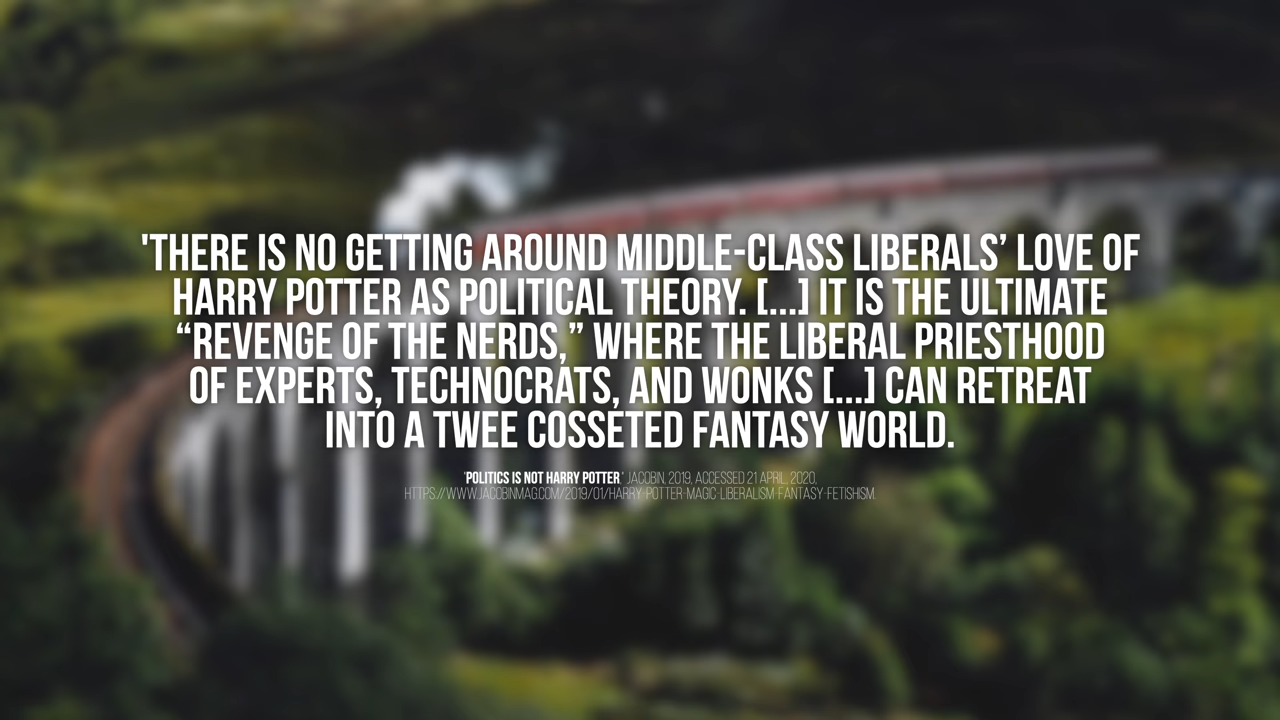 'THERE IS NO GETTING AROUND MIDDLE-CLASS LIBERALS’ LOVE OF
HARRY POTTER AS POLITICAL THEORY. [...] IT IS THE ULTIMATE
“REVENGE OF THE NERDS,” WHERE THE LIBERAL PRIESTHOOD
OF EXPERTS, TECHNOCRATS, AND WONKS [...] CAN RETREAT
INTO A TWEE COSSETED FANTASY WORLD.
"POLITICS IS NOT HARRY POTTER". JACOBIN, 2019, ACCESSED 21 APRIL, 2020,
HTTPS://WWW.JACOBINMAG.COM/2019/01/HARRY-POTTER-MAGIC-LIBERALISM-FANTASY-FETISHISM.